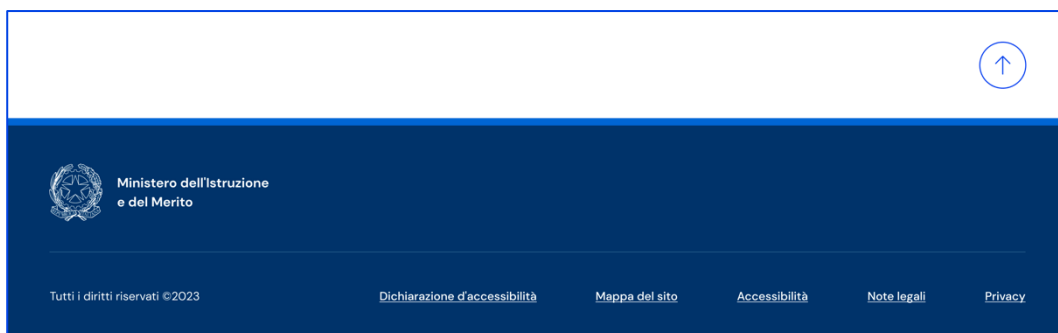 Ministero dell'Istruzione
e del Merito
Tutti i diritti riservati ©2023
Dichiarazione d'accessibilità
Mappa del sito
Accessibilità
Note legali
Privacy